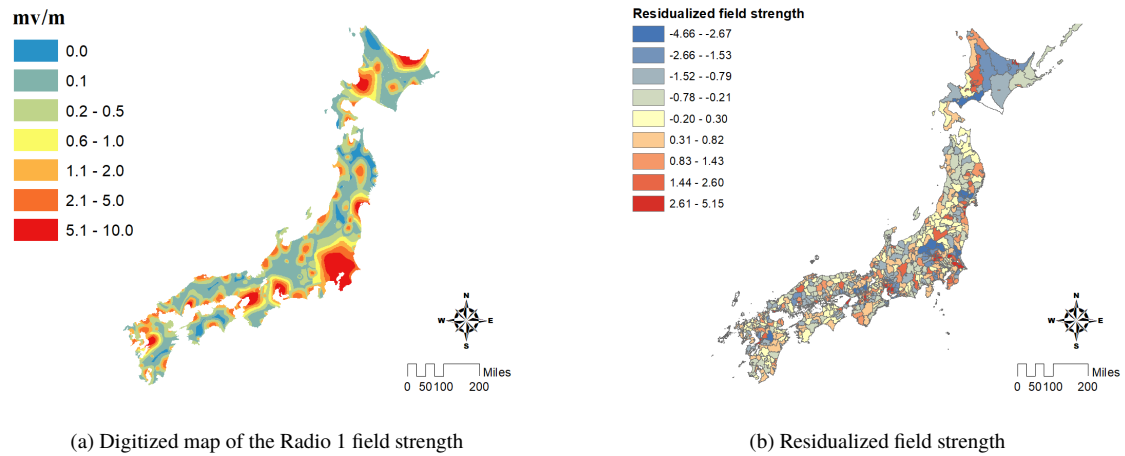 mv/m
0.0
0.1
0.2 - 0.5
0.6 - 1.0
1.1 - 2.0
2.1 - 5.0
5.1 - 10.0
N
W E
S
Miles
0 50 100 200
(a) Digitized map of the Radio 1 field strength
Residualized field strength
-4.66 - -2.67
-2.66 - -1.53
-1.52 - -0.79
-0.78 - -0.21
-0.20 - 0.30
0.31 - 0.82
0.83 - 1.43
1.44 - 2.60
2.61 - 5.15
N
W E
S
Miles
0 50 100 200
(b) Residualized field strength